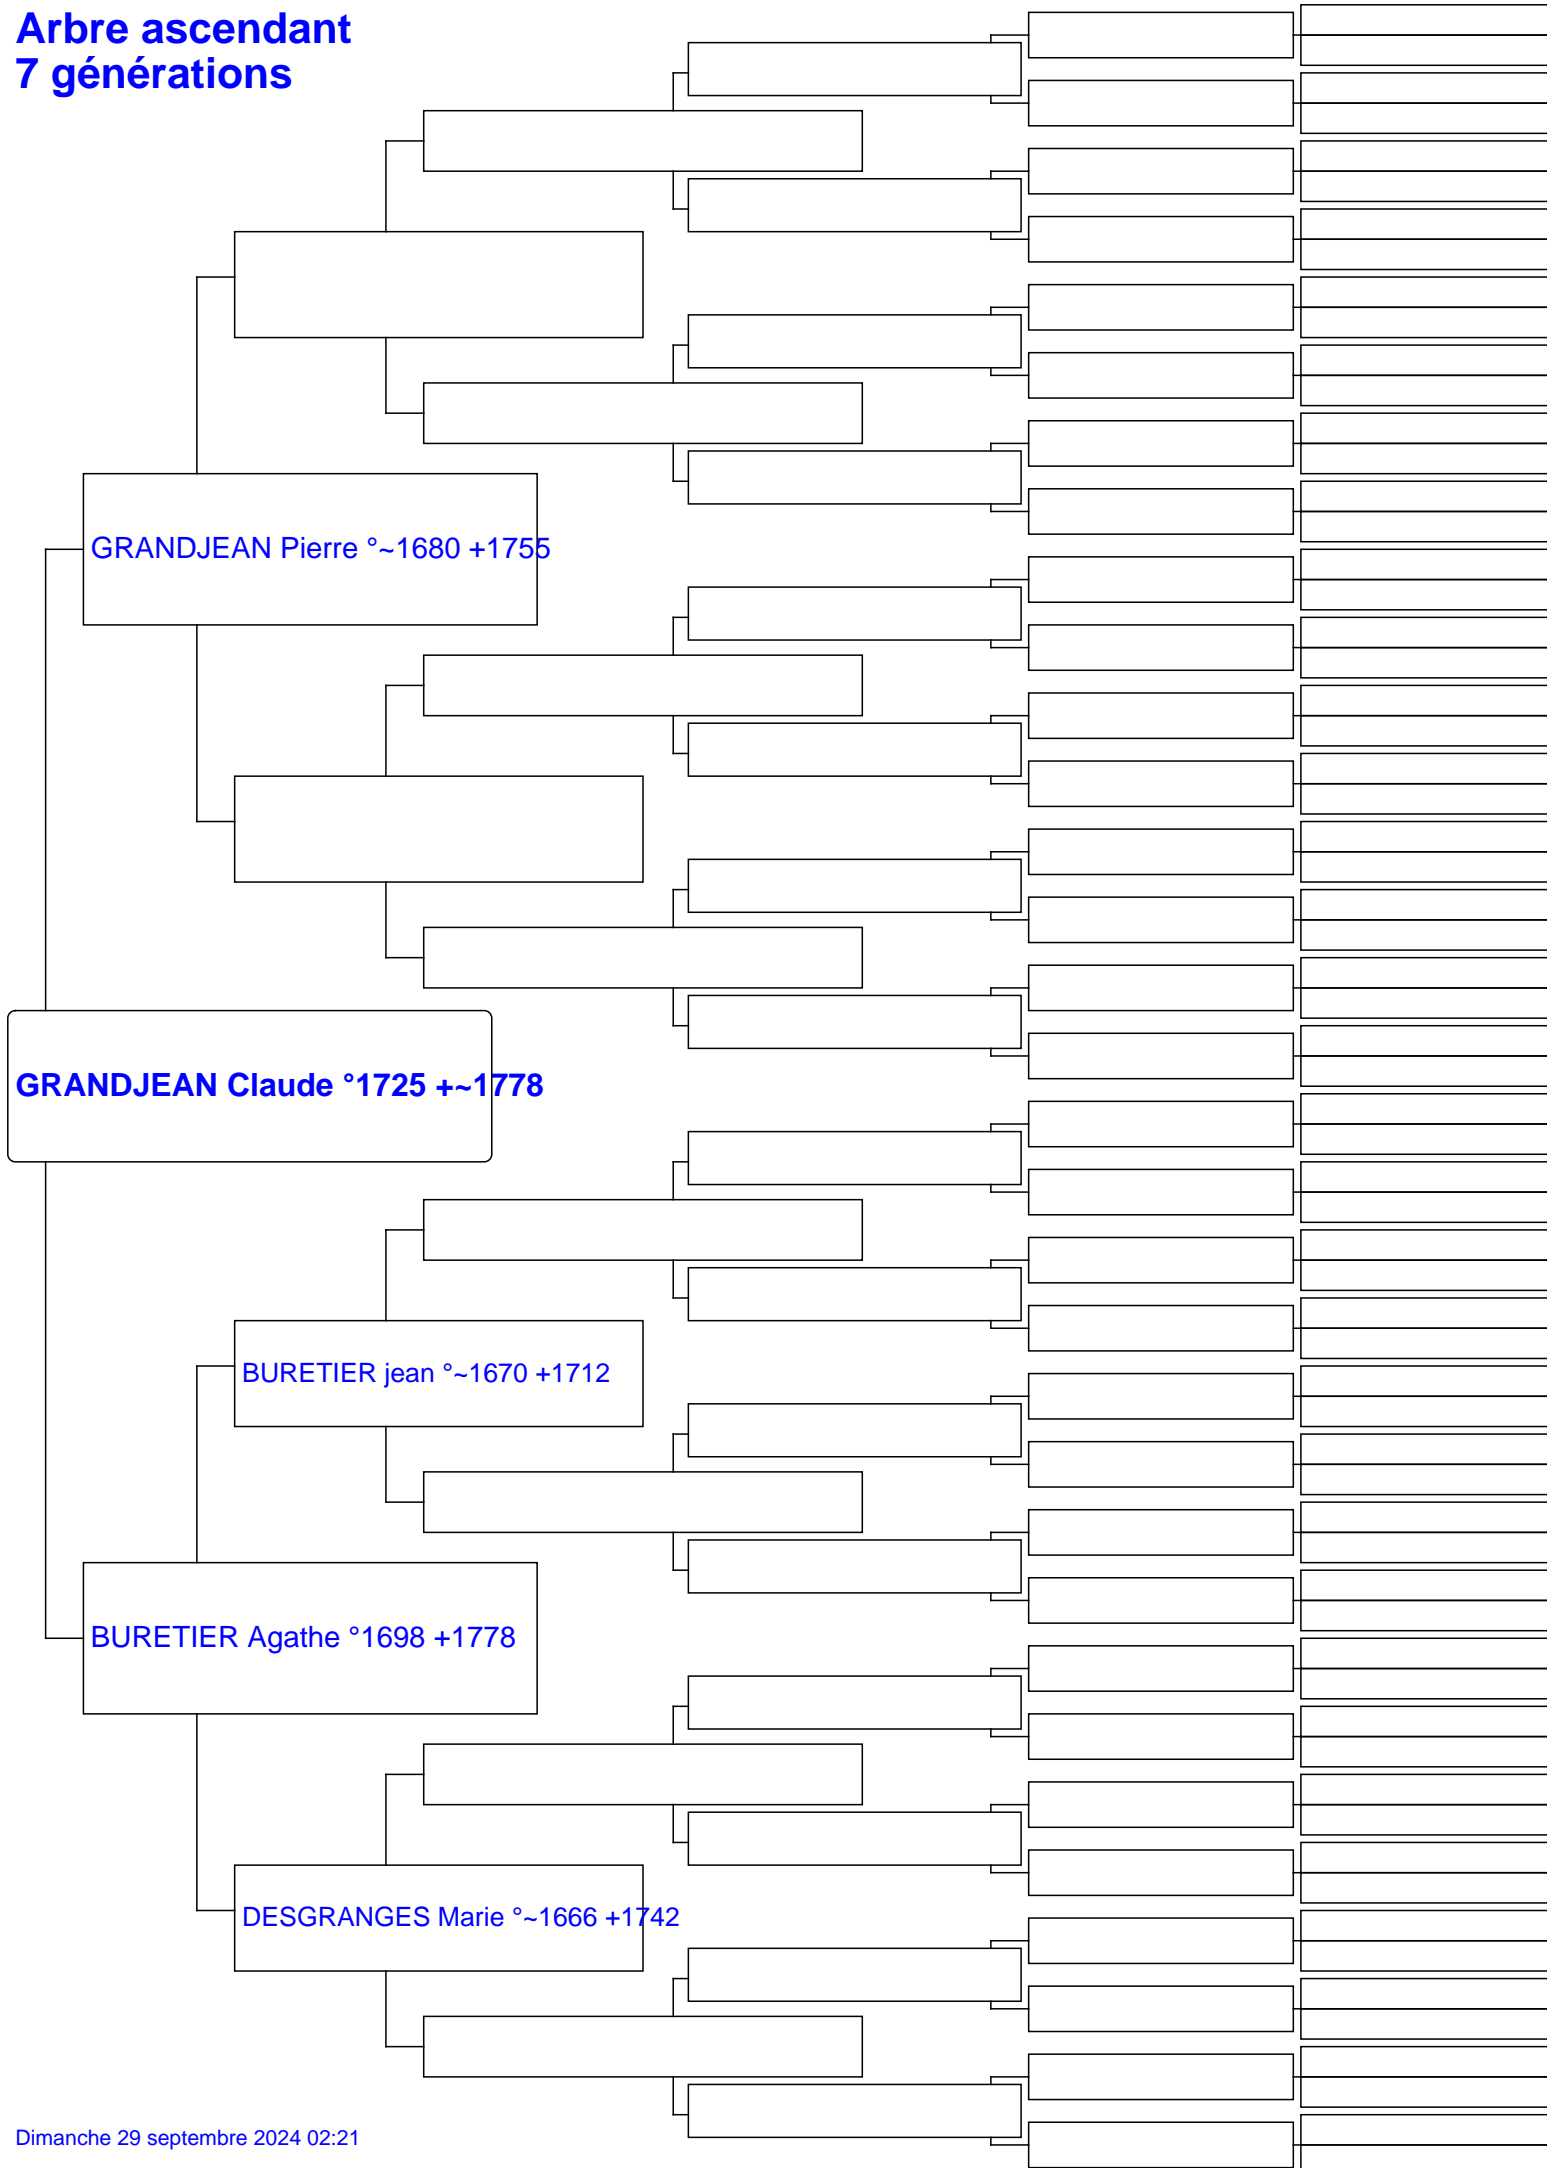 Arbre ascendant
7 générations
GRANDJEAN Pierre °~1680 +1755
GRANDJEAN Claude °1725 +~1778
BURETIER jean °~1670 +1712
BURETIER Agathe °1698 +1778
DESGRANGES Marie °~1666 +1742
Dimanche 29 septembre 2024 02:21